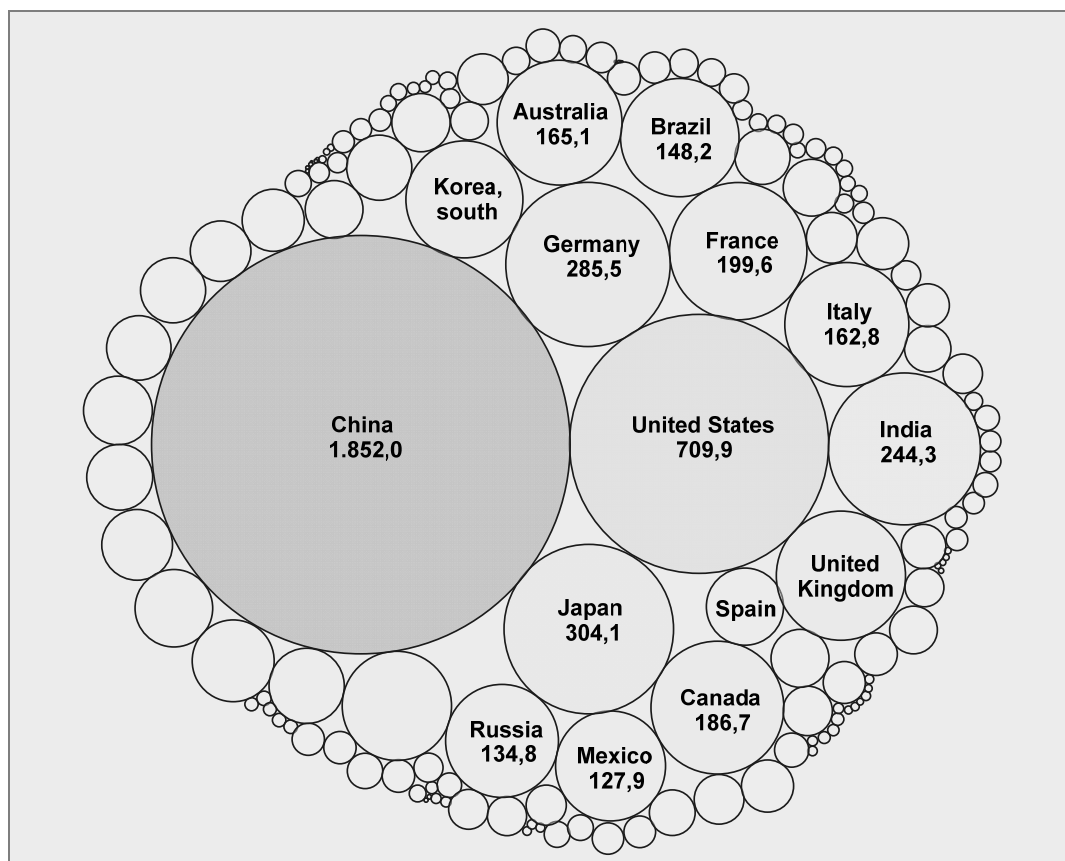 Australia
165,1
Brazil
148,2
Korea,
south
Germany
285,5
France
199,6
Italy
162,8
China
1.852,0
United States
709,9
India
244,3
United
Kingdom
Japan
304,1
Spain
Canada
186,7
Russia
134,8
Mexico
127,9